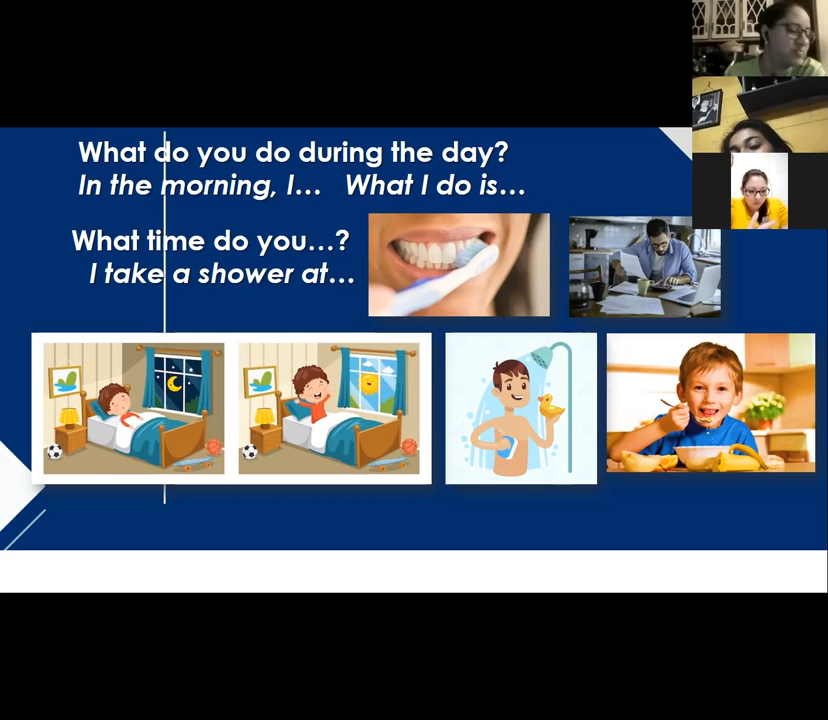 What do you do during the day?
In the morning, I... What I do is...
What time do you...?
I take a shower at...